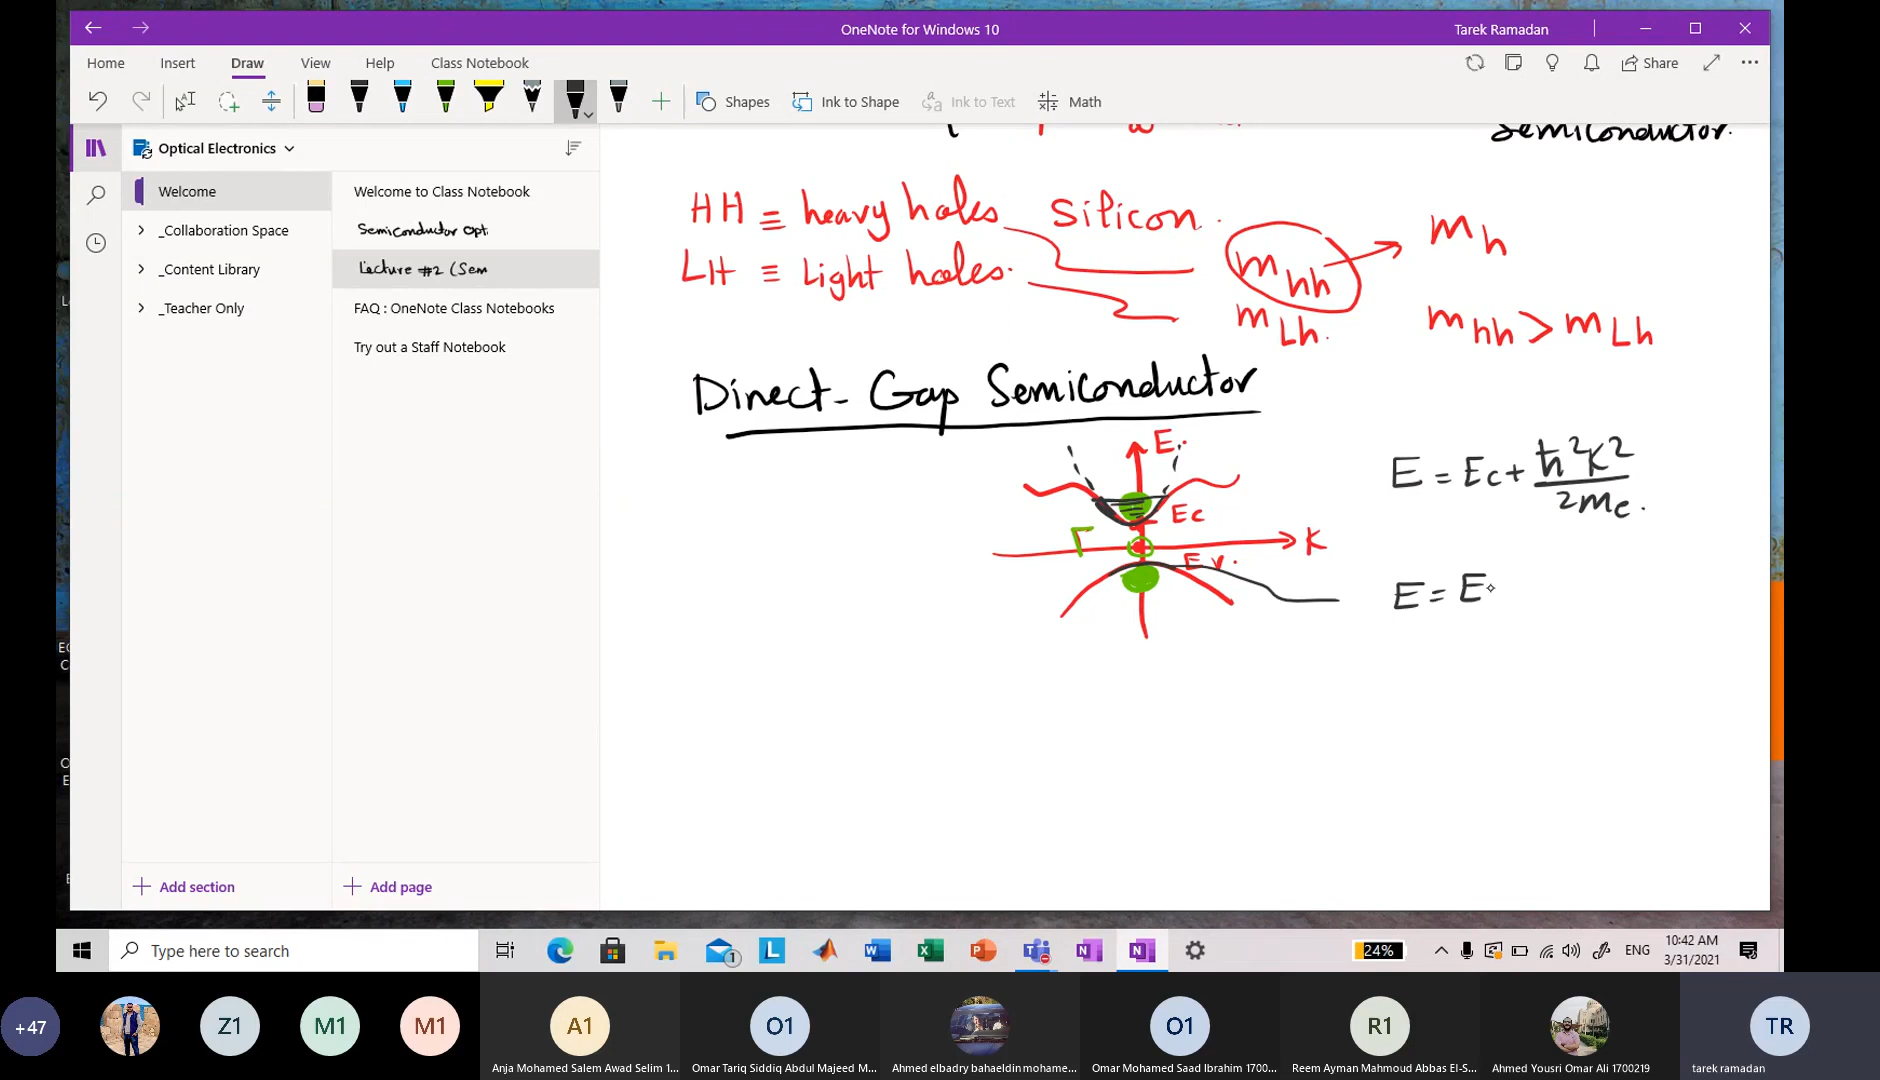 OneNote for Windows 10
Tarek Ramadan
Home Insert Draw View Help Class Notebook
Share
Shapes Ink to Shape Ink to Text Math
Optical Electronics
Welcome
_Collaboration Space
_Content Library
_Teacher Only
Add section
Welcome to Class Notebook
Semiconductor Opti
Lecture #2 (Sem
FAQ : OneNote Class Notebooks
Try out a Staff Notebook
Add page
Semiconductor.
HH ≡ heavy holes Silicon.
LH ≡ Light holes.
m hh → m h
m Lh.
m hh > m Lh
Direct-Gap Semiconductor
E.
Ec
Γ
K
Ev.
E = Ec + ħ²K² / 2mc.
E = E
Type here to search
1
L
24%
ENG
10:42 AM
3/31/2021
+47
Z1
M1
M1
A1
Anja Mohamed Salem Awad Selim 1...
O1
Omar Tariq Siddiq Abdul Majeed M...
Ahmed elbadry bahaeldin mohame...
O1
Omar Mohamed Saad Ibrahim 1700...
R1
Reem Ayman Mahmoud Abbas El-S...
Ahmed Yousri Omar Ali 1700219
TR
tarek ramadan